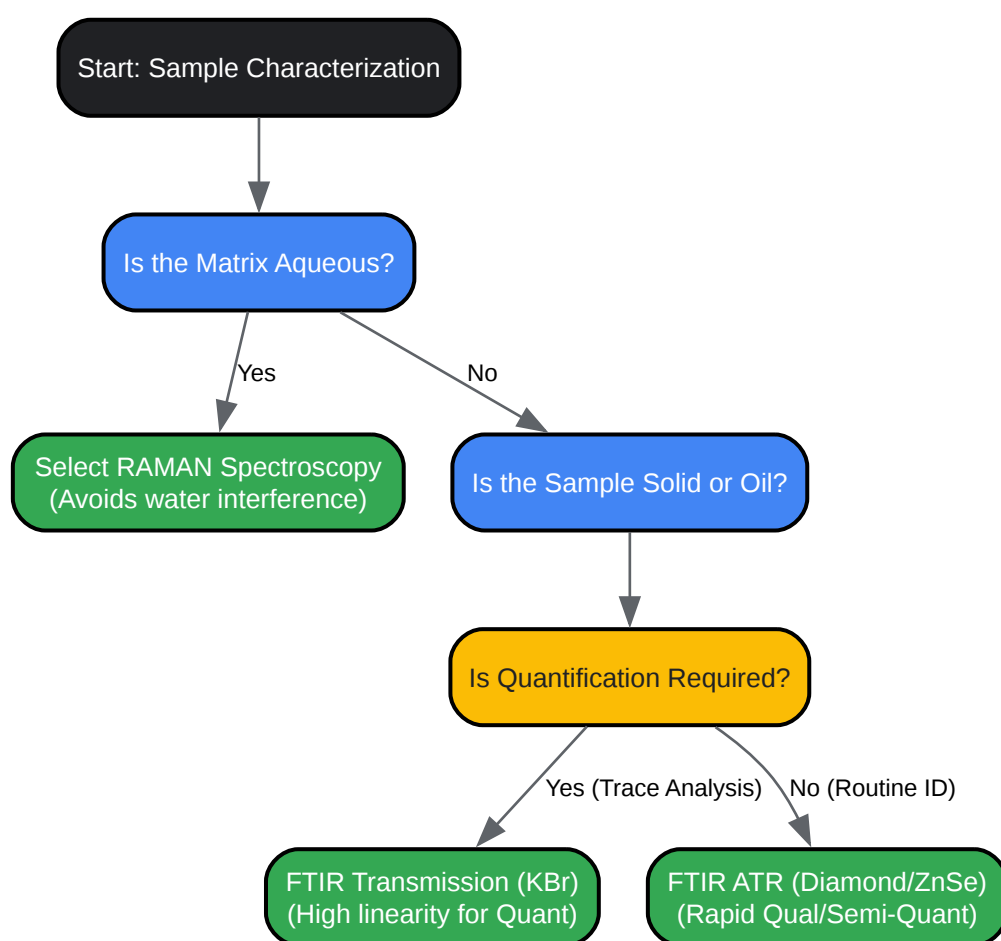 Start: Sample Characterization
Is the Matrix Aqueous?
Yes
No
Select RAMAN Spectroscopy
(Avoids water interference)
Is the Sample Solid or Oil?
Is Quantification Required?
Yes (Trace Analysis)
No (Routine ID)
FTIR Transmission (KBr)
(High linearity for Quant)
FTIR ATR (Diamond/ZnSe)
(Rapid Qual/Semi-Quant)